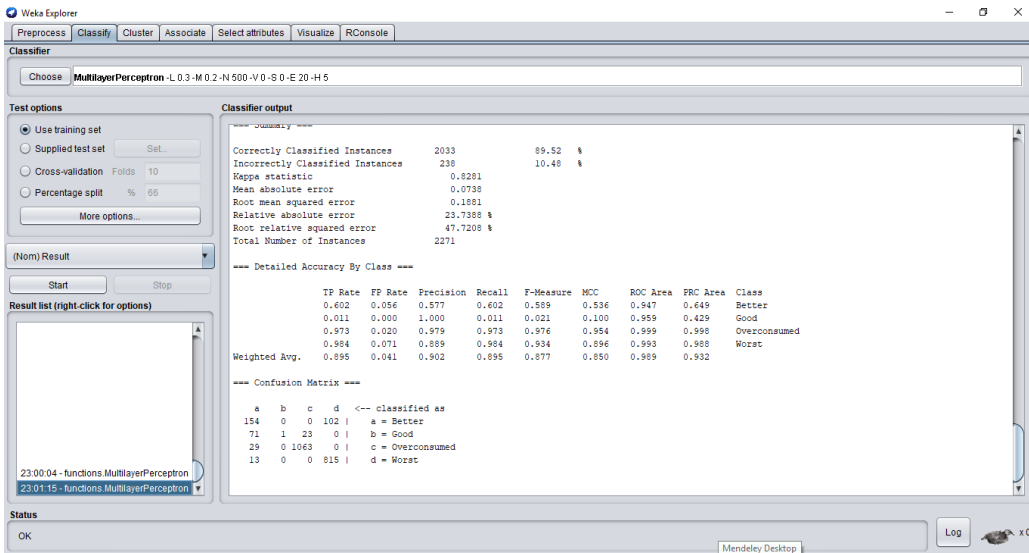 Weka Explorer
Preprocess Classify Cluster Associate Select attributes Visualize RConsole
Classifier
Choose MultilayerPerceptron -L 0.3 -M 0.2 -N 500 -V 0 -S 0 -E 20 -H 5
Test options
Use training set
Supplied test set Set...
Cross-validation Folds 10
Percentage split % 66
More options...
(Nom) Result
Start Stop
Result list (right-click for options)
23:00:04 - functions.MultilayerPerceptron
23:01:15 - functions.MultilayerPerceptron
Classifier output
=== Summary ===
Correctly Classified Instances 2033 89.52 %
Incorrectly Classified Instances 238 10.48 %
Kappa statistic 0.8281
Mean absolute error 0.0738
Root mean squared error 0.1881
Relative absolute error 23.7388 %
Root relative squared error 47.7208 %
Total Number of Instances 2271
=== Detailed Accuracy By Class ===
TP Rate FP Rate Precision Recall F-Measure MCC ROC Area PRC Area Class
0.602 0.056 0.577 0.602 0.589 0.536 0.947 0.649 Better
0.011 0.000 1.000 0.011 0.021 0.100 0.959 0.429 Good
0.973 0.020 0.979 0.973 0.976 0.954 0.999 0.998 Overconsumed
0.984 0.071 0.889 0.984 0.934 0.896 0.993 0.988 Worst
Weighted Avg. 0.895 0.041 0.902 0.895 0.877 0.850 0.989 0.932
=== Confusion Matrix ===
a b c d <-- classified as
154 0 0 102 | a = Better
71 1 23 0 | b = Good
29 0 1063 0 | c = Overconsumed
13 0 0 815 | d = Worst
Status
OK
Log
x 0
Mendeley Desktop